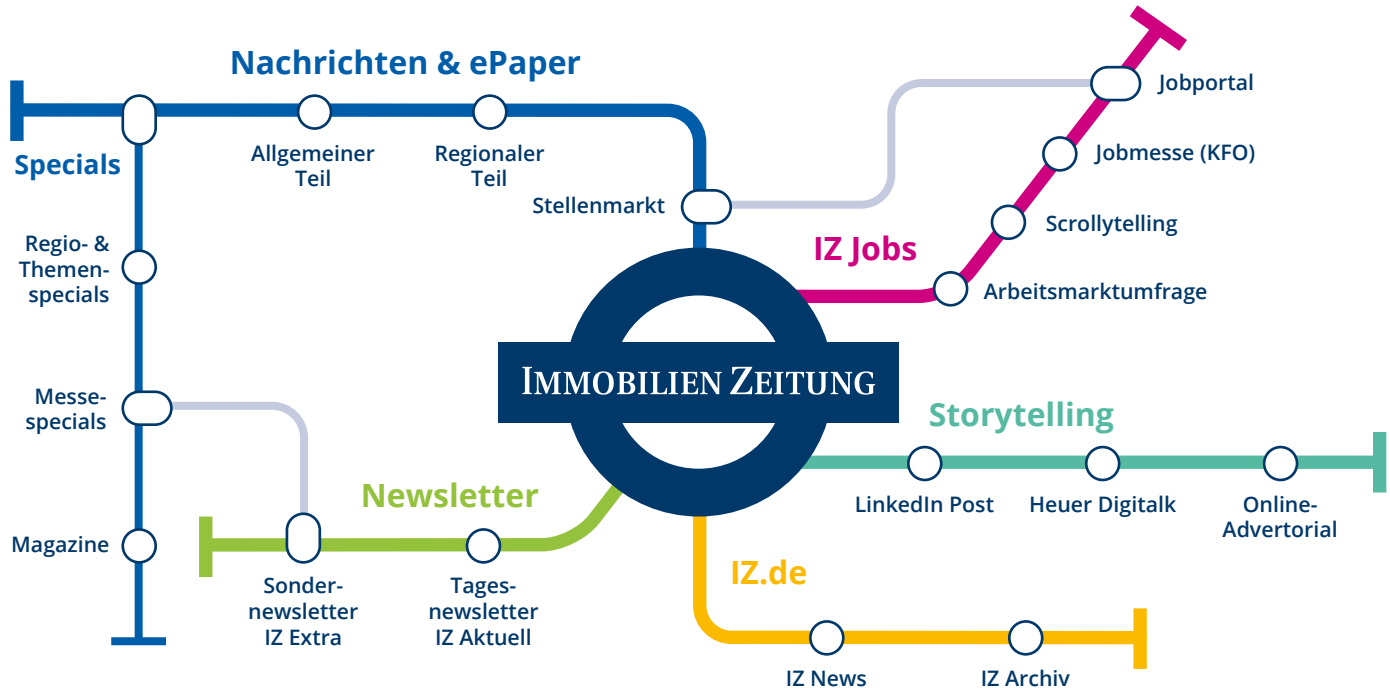 Nachrichten & ePaper
Specials
Allgemeiner
Teil
Regionaler
Teil
Stellenmarkt
Regio- &
Themen-
specials
Messe-
specials
Magazine
IZ Jobs
Jobportal
Jobmesse (KFO)
Scrollytelling
Arbeitsmarktumfrage
IMMOBILIEN ZEITUNG
Storytelling
LinkedIn Post
Heuer Digitalk
Online-
Advertorial
Newsletter
Sonder-
newsletter
IZ Extra
Tages-
newsletter
IZ Aktuell
IZ.de
IZ News
IZ Archiv